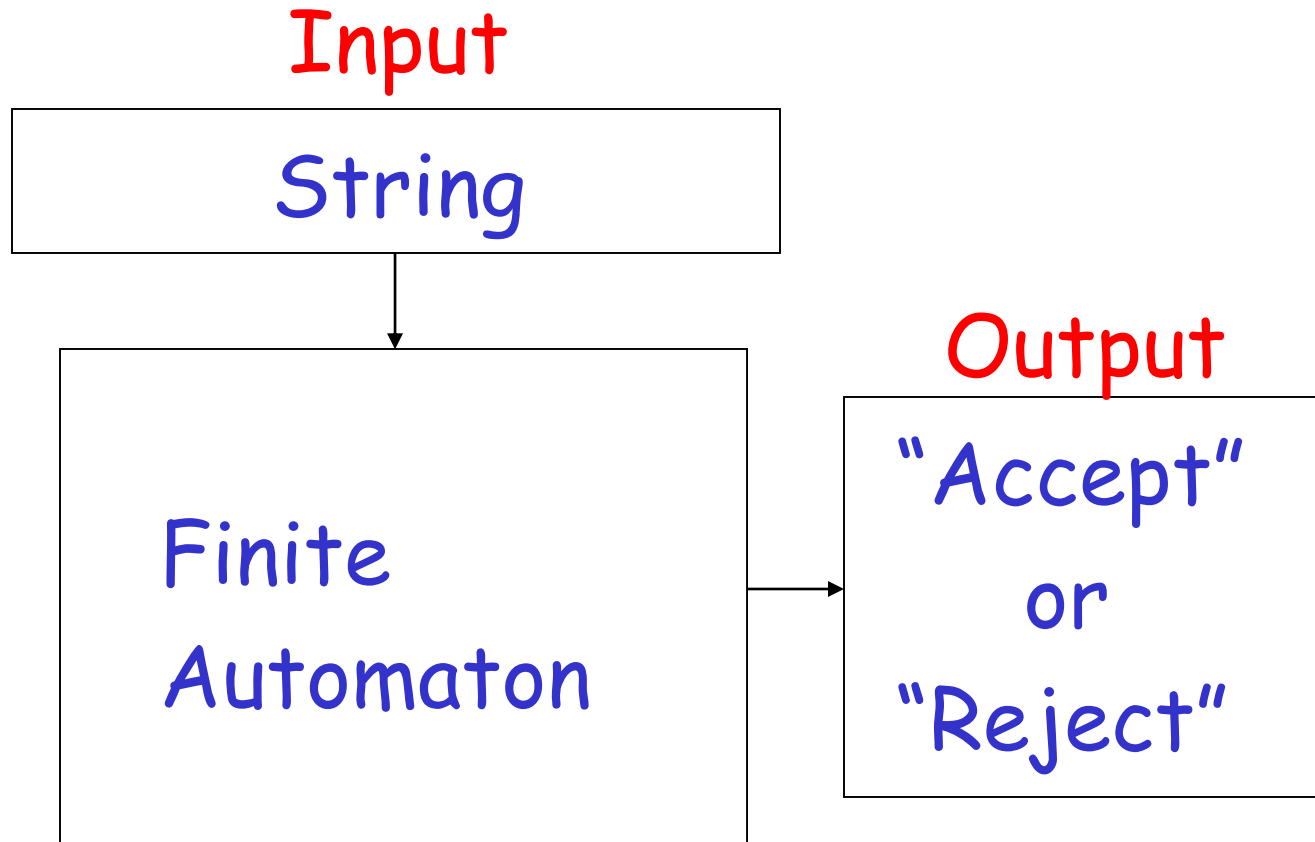 Input
String
Output
“Accept”
or
“Reject”
Finite
Automaton